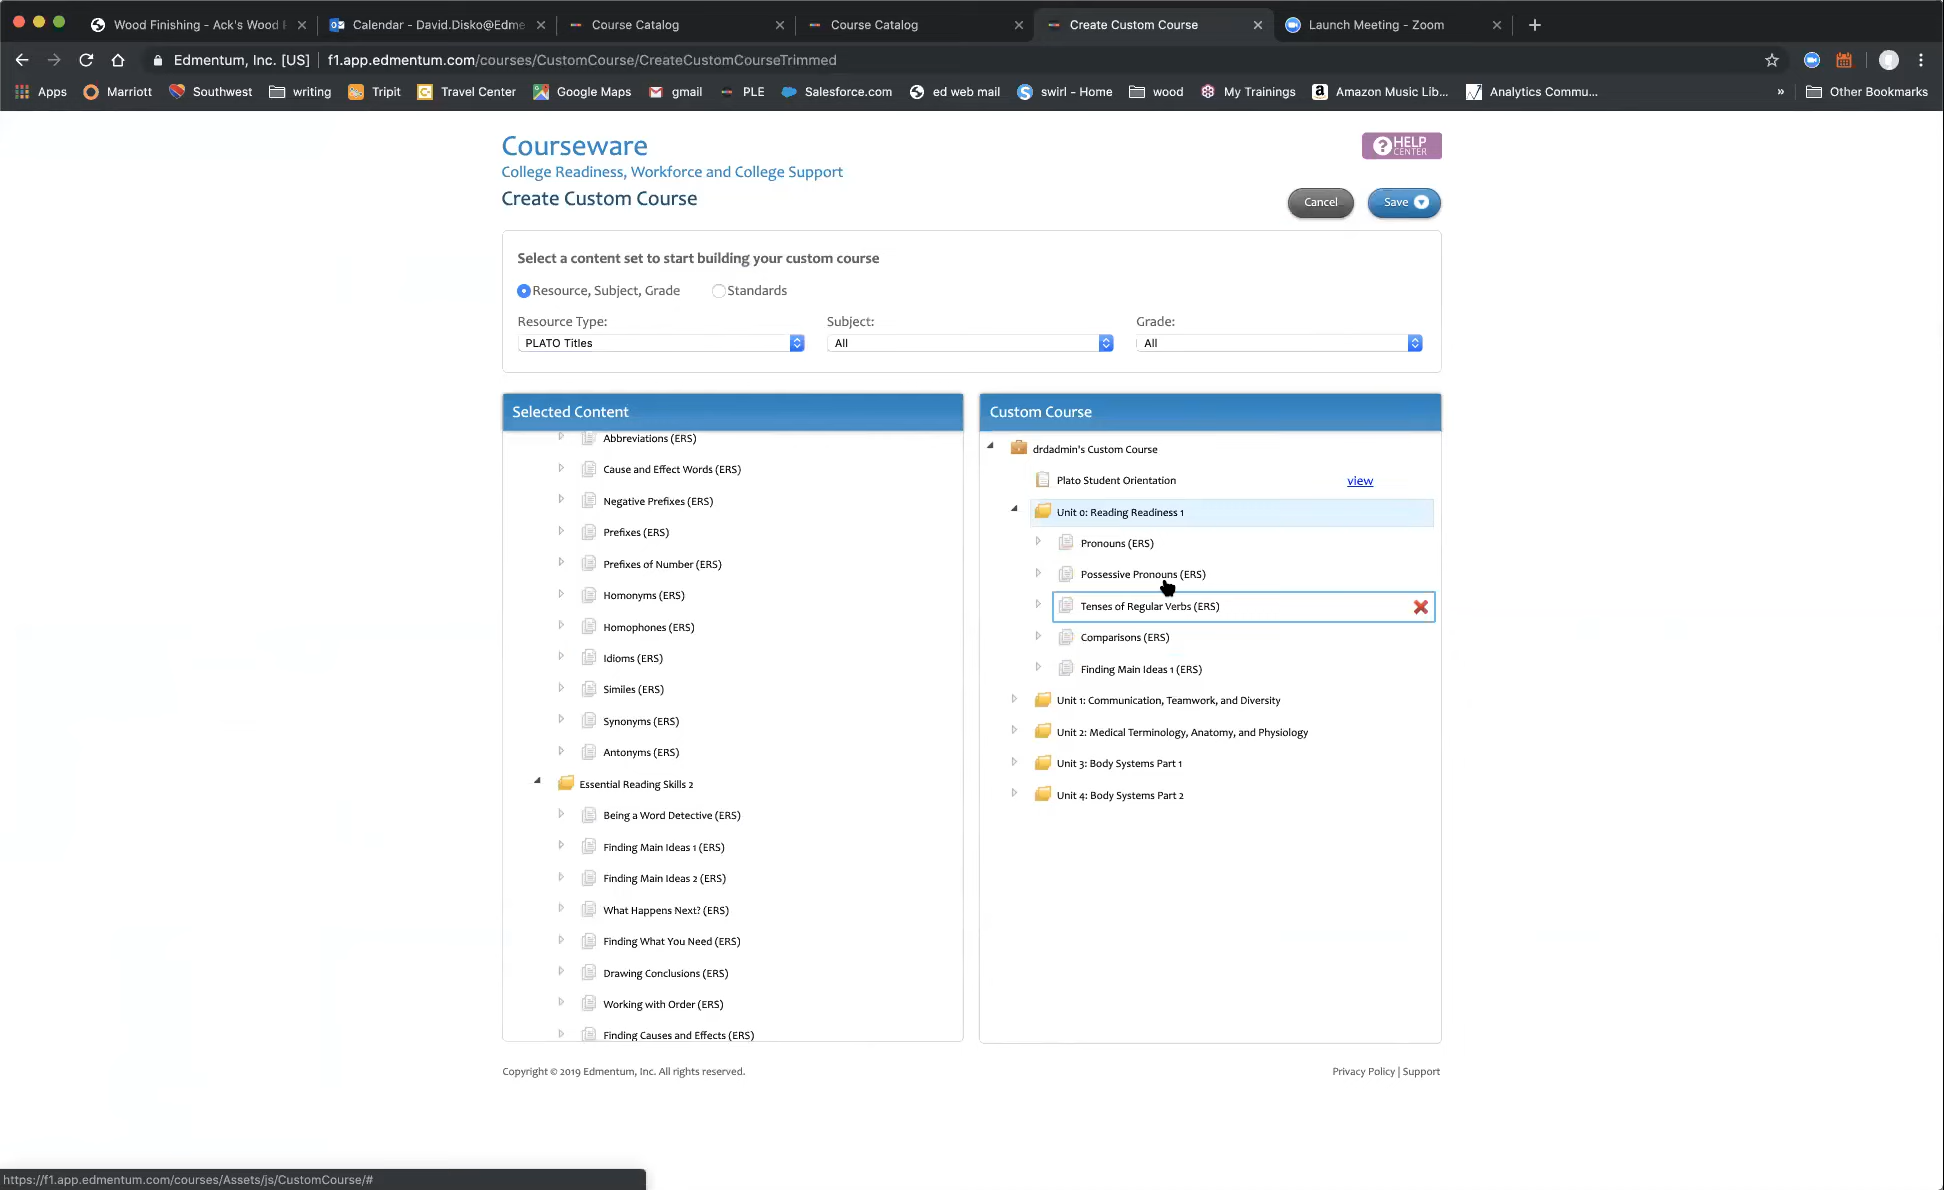 Wood Finishing - Ack's Wood
Calendar - David.Disko@Edme
Course Catalog
Course Catalog
Create Custom Course
Launch Meeting - Zoom
Edmentum, Inc. [US] | f1.app.edmentum.com/courses/CustomCourse/CreateCustomCourseTrimmed
Apps Marriott Southwest writing Tripit Travel Center Google Maps gmail PLE Salesforce.com ed web mail swirl - Home wood My Trainings Amazon Music Lib... Analytics Commu... » Other Bookmarks
Courseware
HELP CENTER
College Readiness, Workforce and College Support
Create Custom Course
Cancel Save
Select a content set to start building your custom course
Resource, Subject, Grade Standards
Resource Type: Subject: Grade:
PLATO Titles All All
Selected Content
Abbreviations (ERS)
Cause and Effect Words (ERS)
Negative Prefixes (ERS)
Prefixes (ERS)
Prefixes of Number (ERS)
Homonyms (ERS)
Homophones (ERS)
Idioms (ERS)
Similes (ERS)
Synonyms (ERS)
Antonyms (ERS)
Essential Reading Skills 2
Being a Word Detective (ERS)
Finding Main Ideas 1 (ERS)
Finding Main Ideas 2 (ERS)
What Happens Next? (ERS)
Finding What You Need (ERS)
Drawing Conclusions (ERS)
Working with Order (ERS)
Finding Causes and Effects (ERS)
Custom Course
drdadmin's Custom Course
Plato Student Orientation view
Unit 0: Reading Readiness 1
Pronouns (ERS)
Possessive Pronouns (ERS)
Tenses of Regular Verbs (ERS)
Comparisons (ERS)
Finding Main Ideas 1 (ERS)
Unit 1: Communication, Teamwork, and Diversity
Unit 2: Medical Terminology, Anatomy, and Physiology
Unit 3: Body Systems Part 1
Unit 4: Body Systems Part 2
Copyright © 2019 Edmentum, Inc. All rights reserved.
Privacy Policy | Support
https://f1.app.edmentum.com/courses/Assets/js/CustomCourse/#